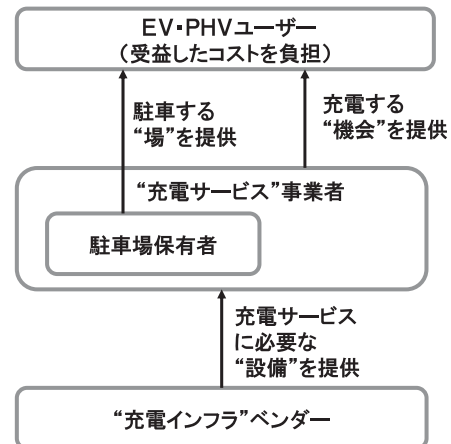 EV・PHVユーザー
（受益したコストを負担）
駐車する
“場”を提供
充電する
“機会”を提供
“充電サービス”事業者
駐車場保有者
充電サービス
に必要な
“設備”を提供
“充電インフラ”ベンダー